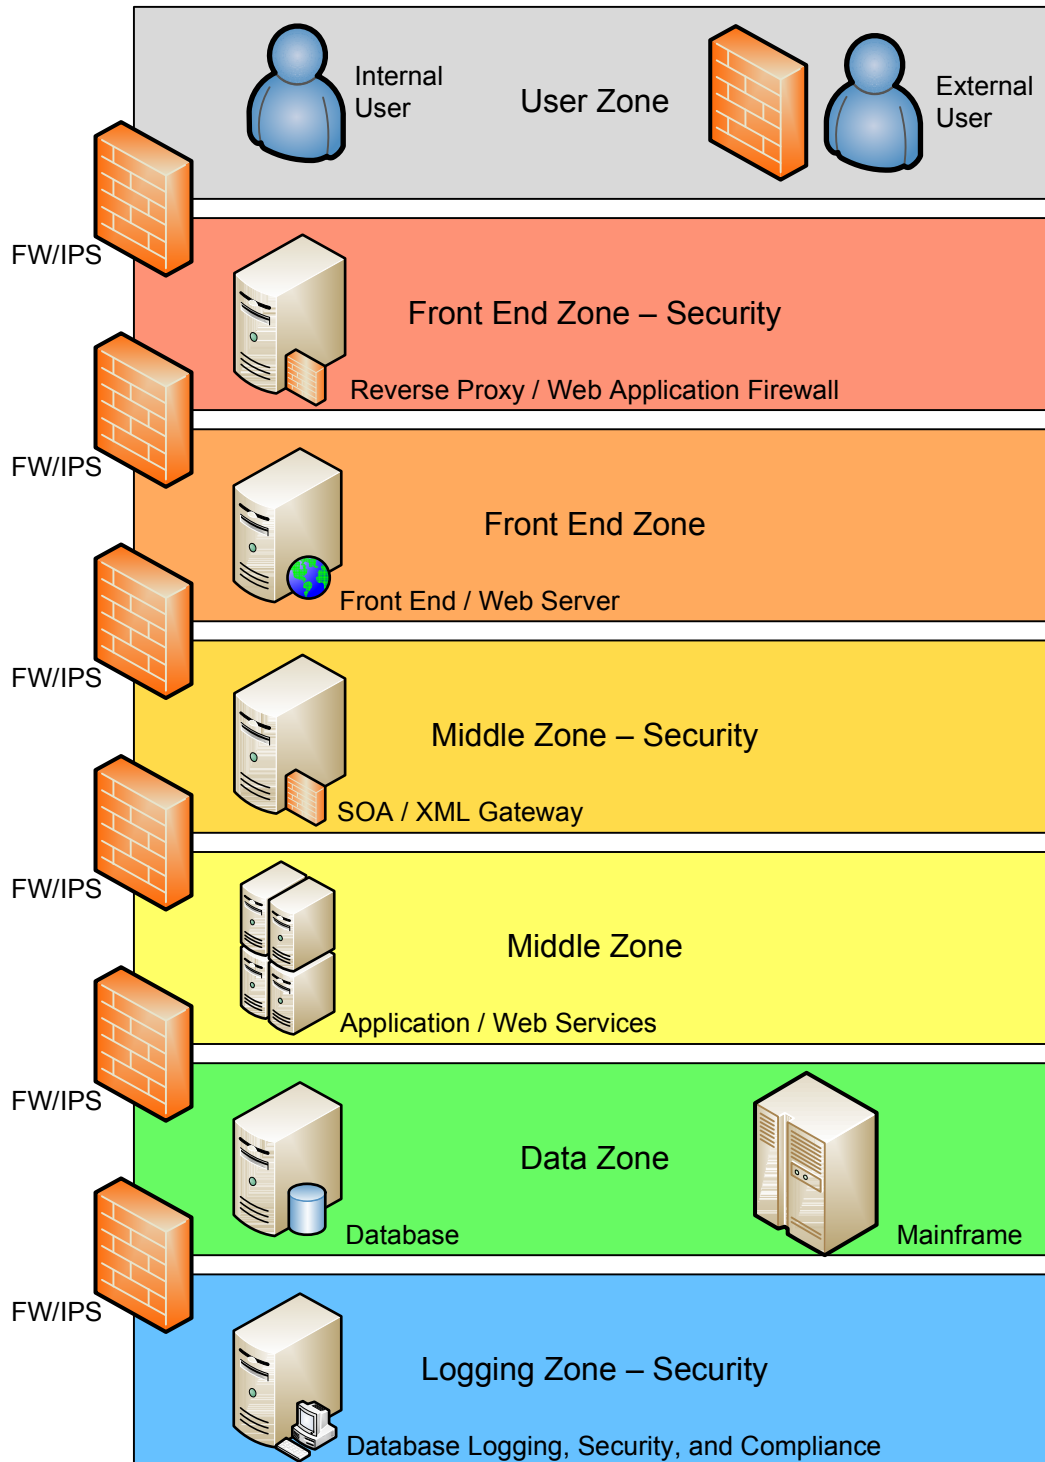 Internal
User
User Zone
External
User
FW/IPS
Front End Zone – Security
Reverse Proxy / Web Application Firewall
FW/IPS
Front End Zone
Front End / Web Server
FW/IPS
Middle Zone – Security
SOA / XML Gateway
FW/IPS
Middle Zone
Application / Web Services
FW/IPS
Data Zone
Database
Mainframe
FW/IPS
Logging Zone – Security
Database Logging, Security, and Compliance